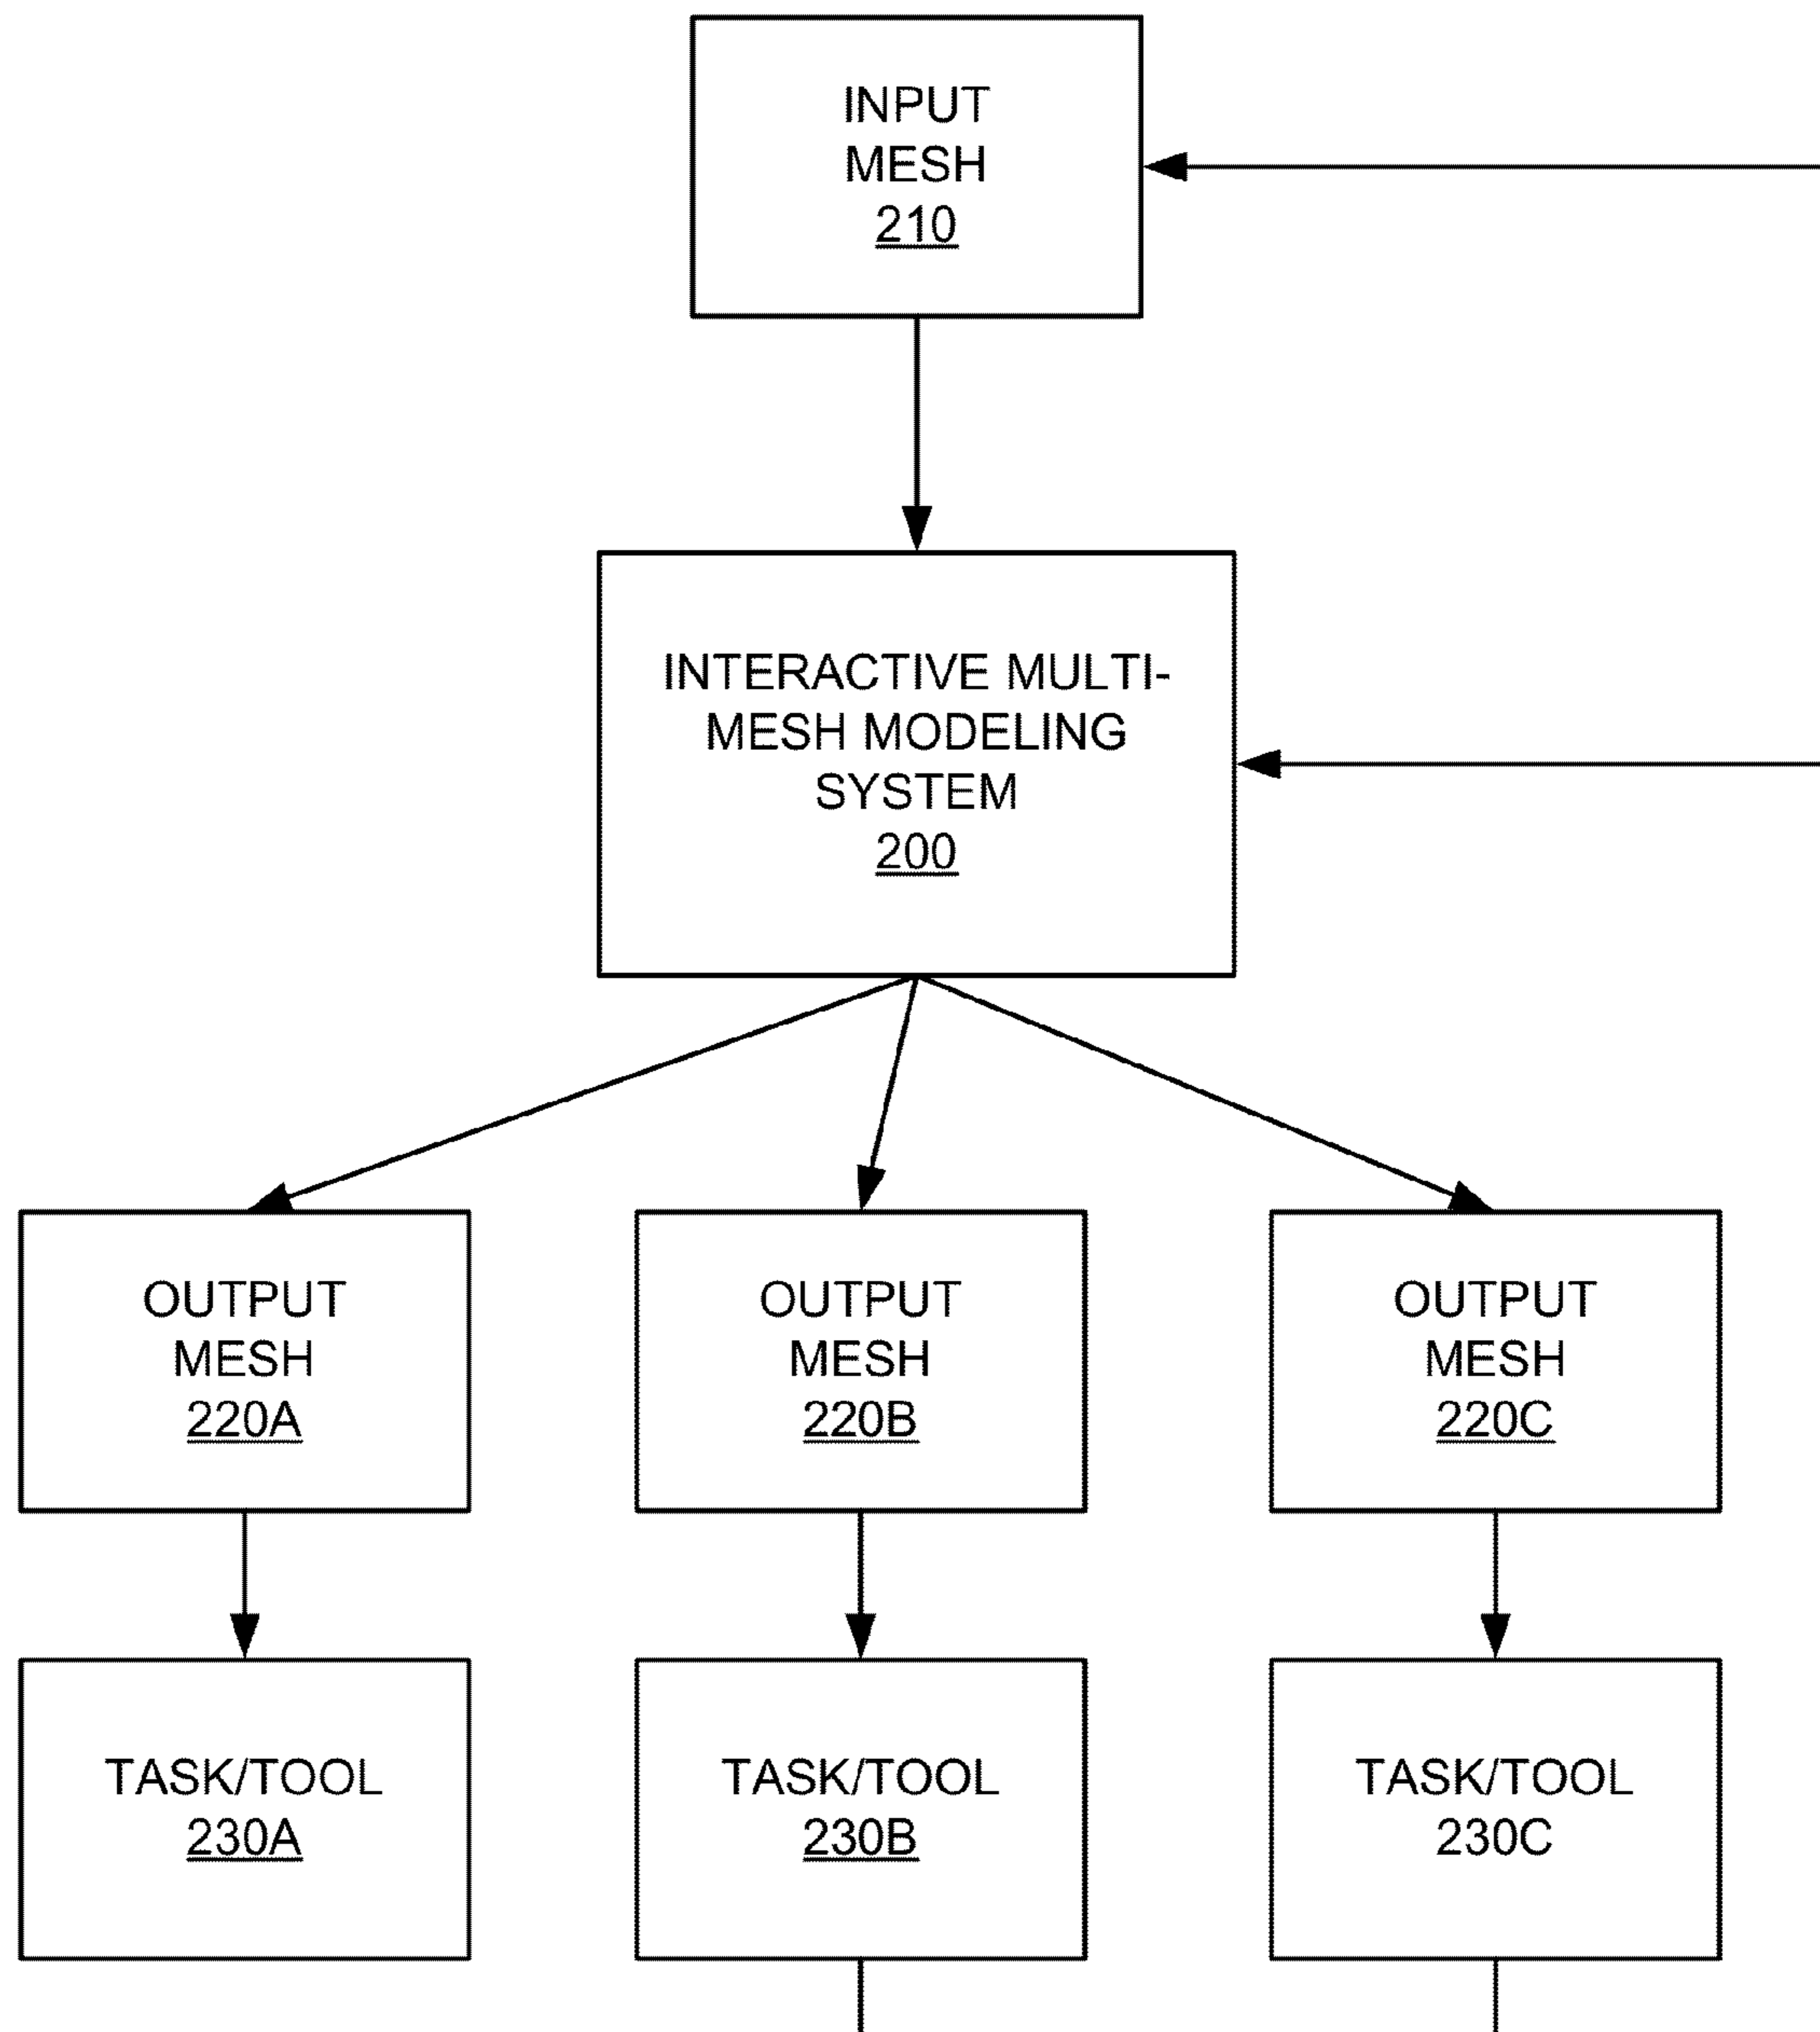 INPUT
MESH
210
INTERACTIVE MULTI-
MESH MODELING
SYSTEM
200
OUTPUT
MESH
220A
OUTPUT
MESH
220B
OUTPUT
MESH
220C
TASK/TOOL
230A
TASK/TOOL
230B
TASK/TOOL
230C